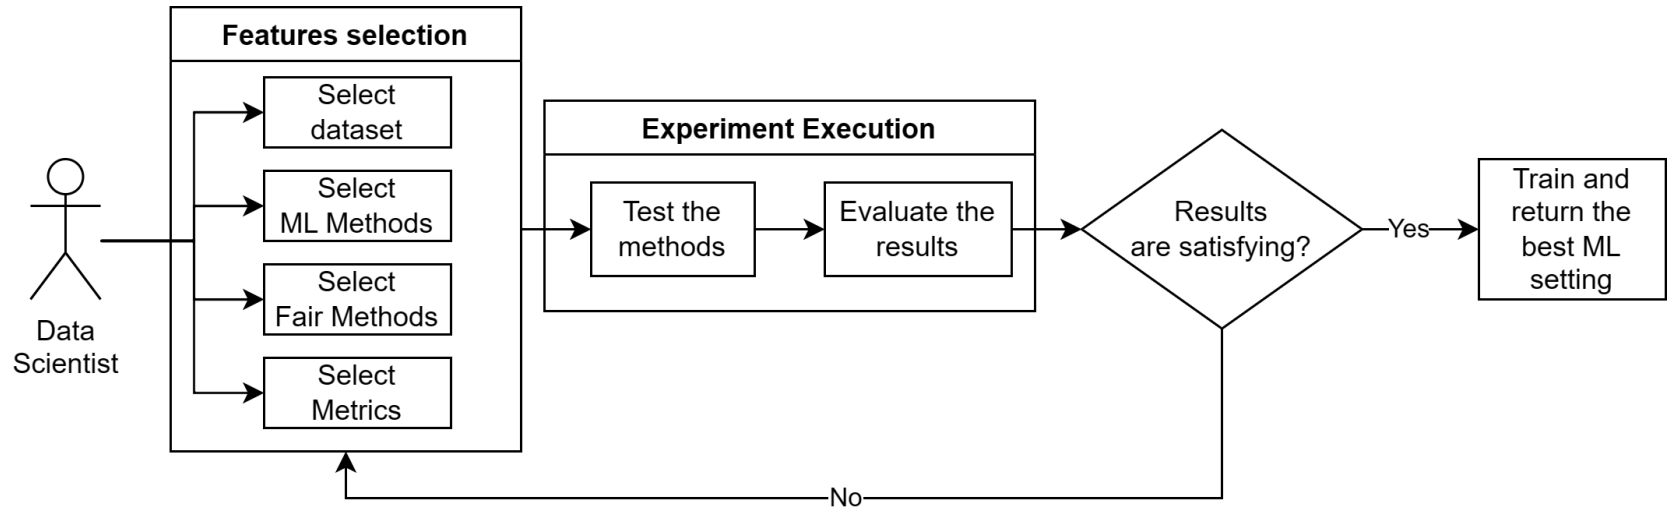 Features selection
Select
dataset
Select
ML Methods
Select
Fair Methods
Select
Metrics
Data
Scientist
Experiment Execution
Test the
methods
Evaluate the
results
Results
are satisfying?
Yes
No
Train and
return the
best ML
setting